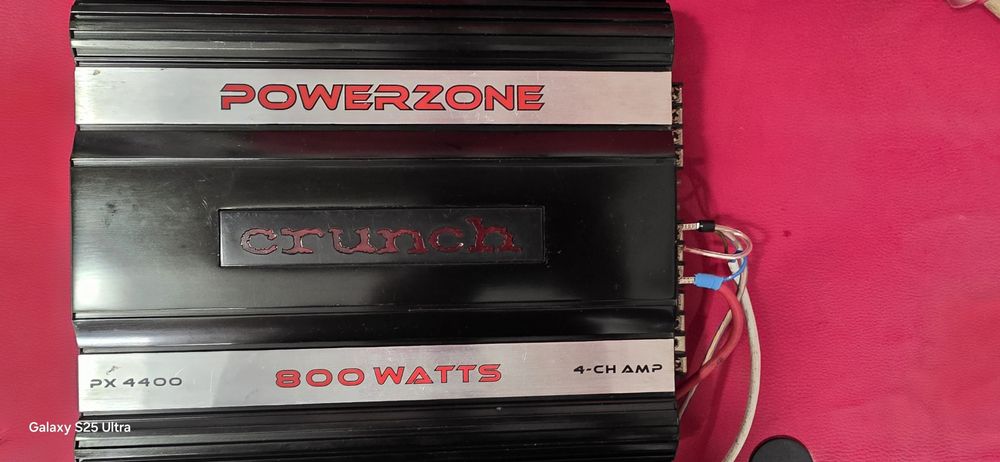 POWERZONE
crunch
PX 4400
800 WATTS
4-CH AMP
Galaxy S25 Ultra